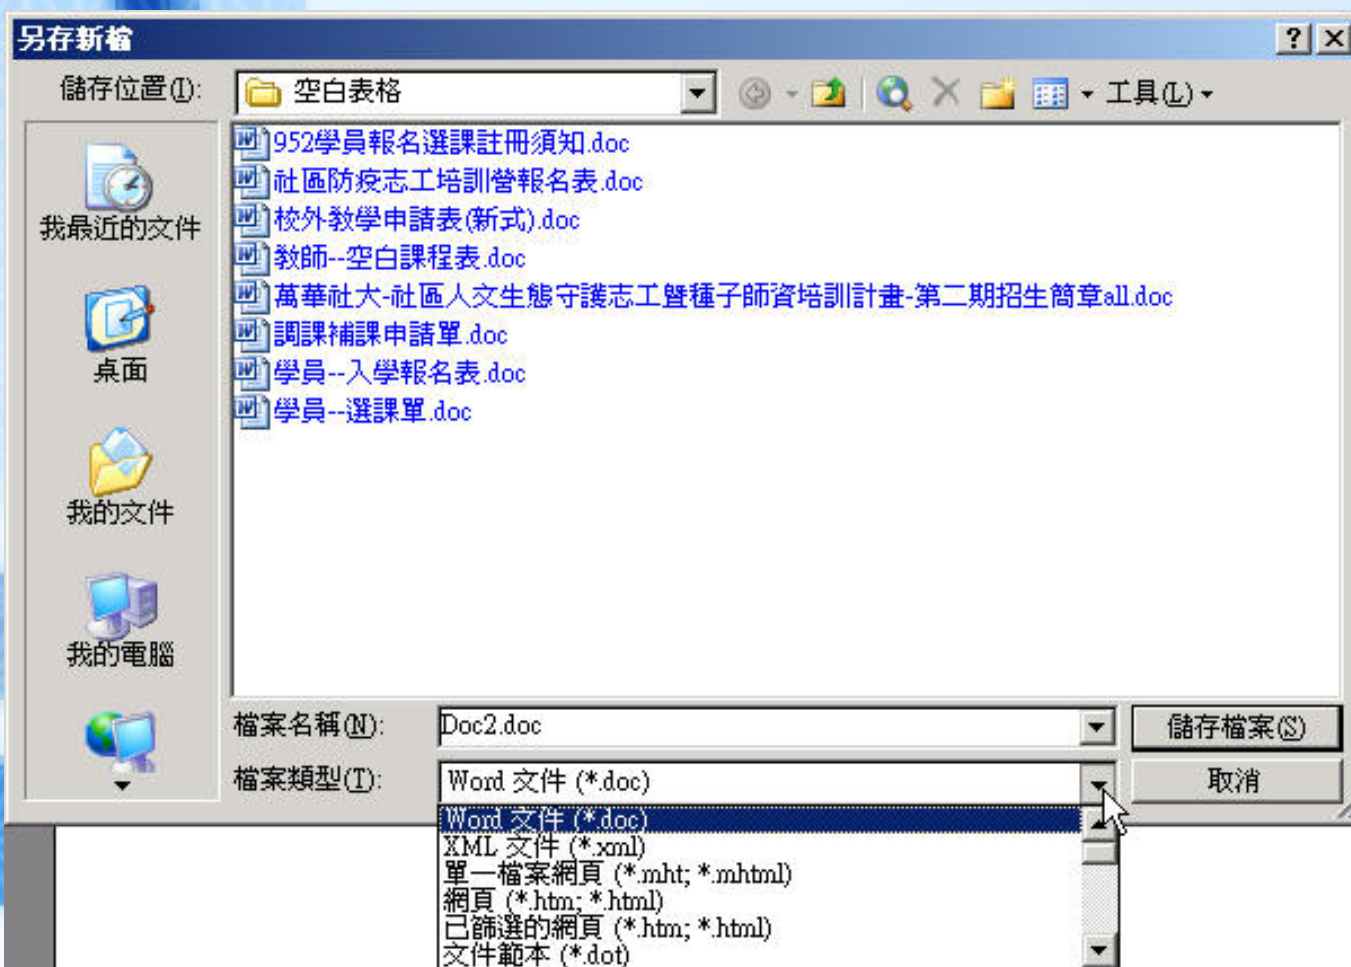 另存新檔
儲存位置(I):
空白表格
工具(L)
我最近的文件
桌面
我的文件
我的電腦
952學員報名選課註冊須知.doc
社區防疫志工培訓營報名表.doc
校外教學申請表(新式).doc
教師--空白課程表.doc
萬華社大-社區人文生態守護志工暨種子師資培訓計畫-第二期招生簡章all.doc
調課補課申請單.doc
學員--入學報名表.doc
學員--選課單.doc
檔案名稱(N):
Doc2.doc
儲存檔案(S)
檔案類型(T):
Word 文件 (*.doc)
取消
Word 文件 (*.doc)
XML 文件 (*.xml)
單一檔案網頁 (*.mht; *.mhtml)
網頁 (*.htm; *.html)
已篩選的網頁 (*.htm; *.html)
文件範本 (*.dot)